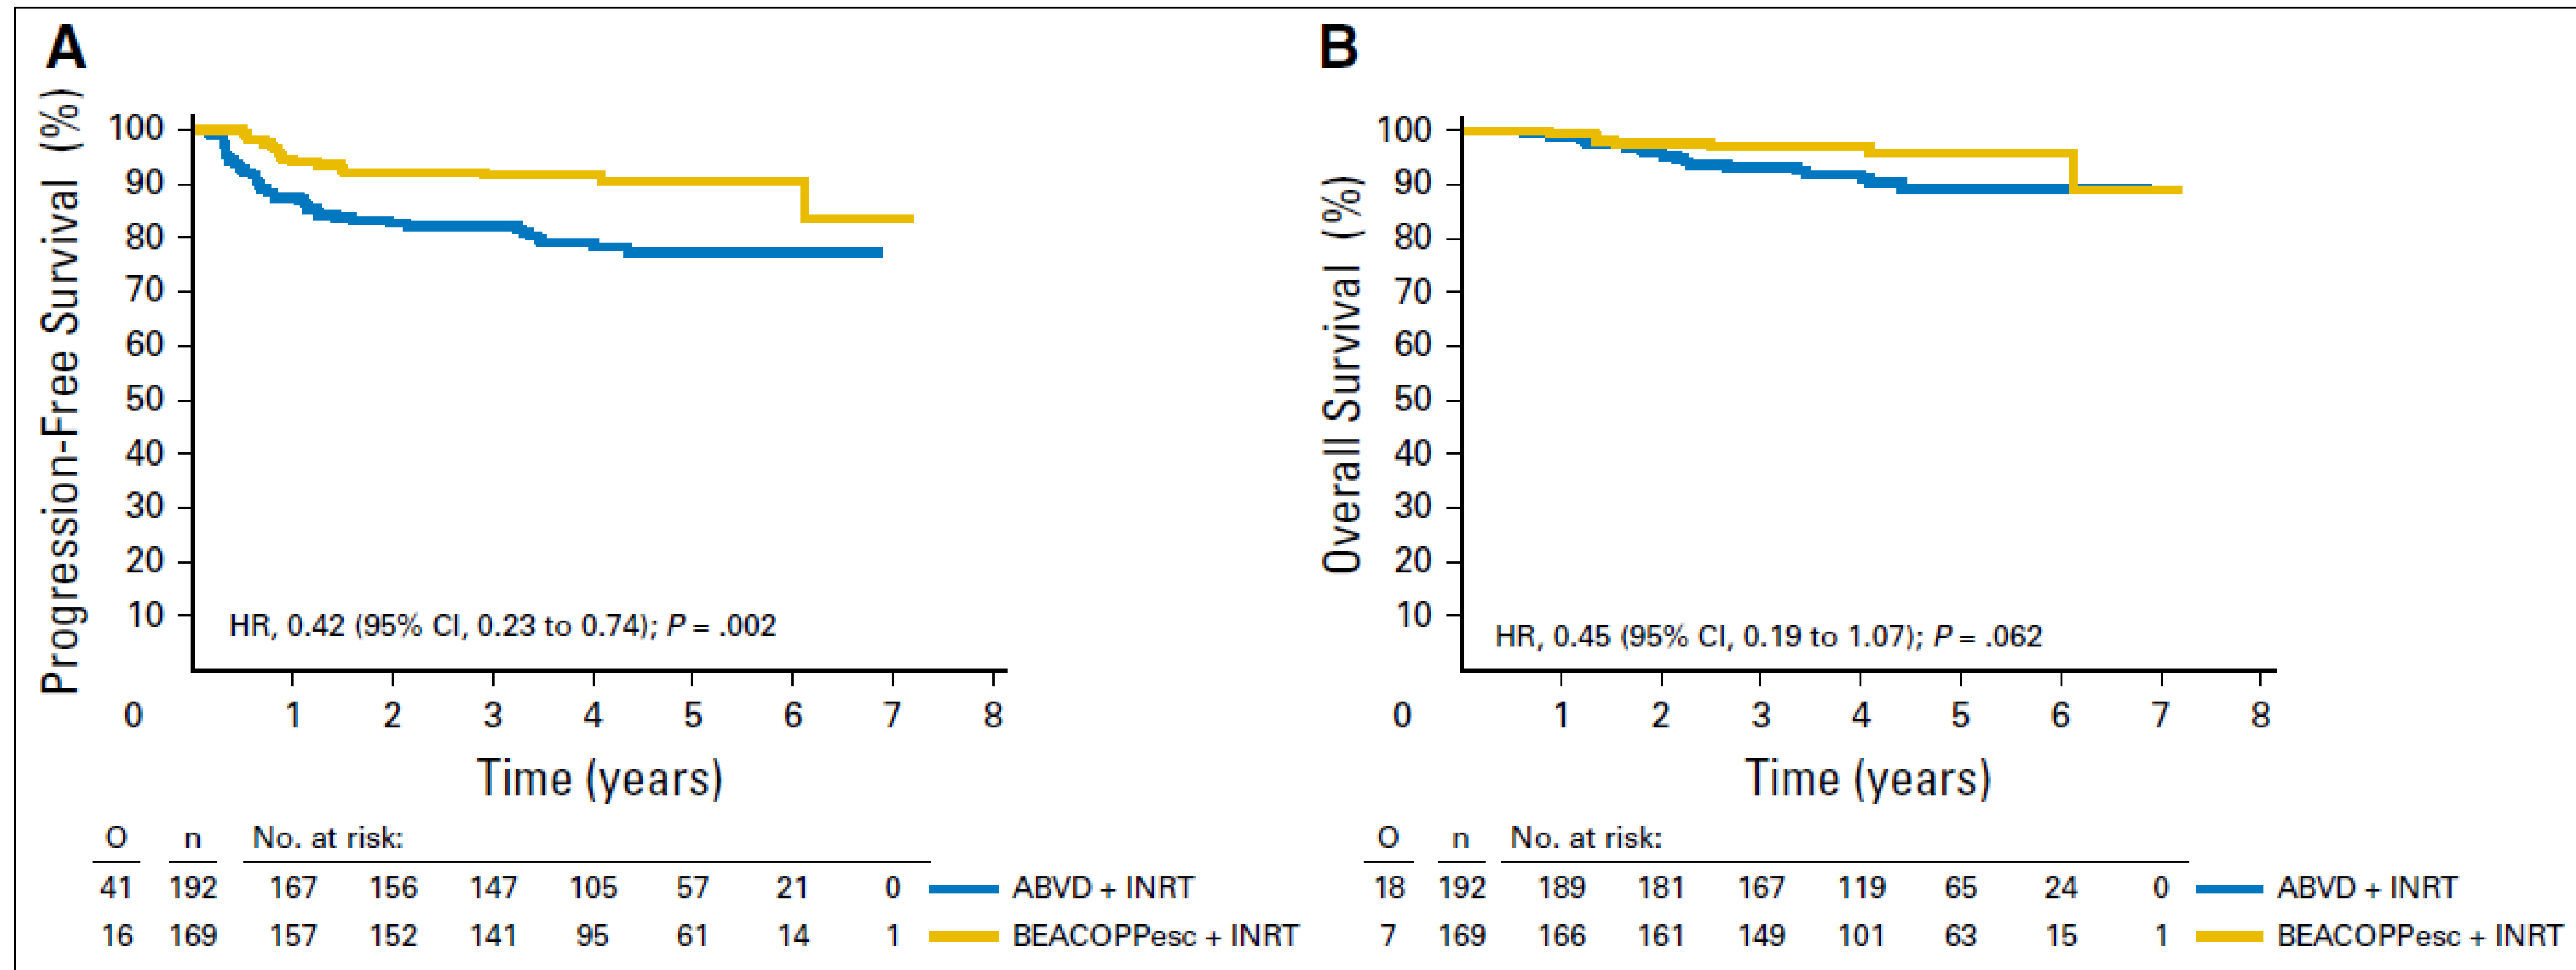 A
Progression-Free Survival (%)
100
90
80
70
60
50
40
30
20
10
HR, 0.42 (95% CI, 0.23 to 0.74); P = .002
0 1 2 3 4 5 6 7 8
Time (years)
O n No. at risk:
41 192 167 156 147 105 57 21 0 ABVD + INRT
16 169 157 152 141 95 61 14 1 BEACOPPesc + INRT
B
Overall Survival (%)
100
90
80
70
60
50
40
30
20
10
HR, 0.45 (95% CI, 0.19 to 1.07); P = .062
0 1 2 3 4 5 6 7 8
Time (years)
O n No. at risk:
18 192 189 181 167 119 65 24 0 ABVD + INRT
7 169 166 161 149 101 63 15 1 BEACOPPesc + INRT